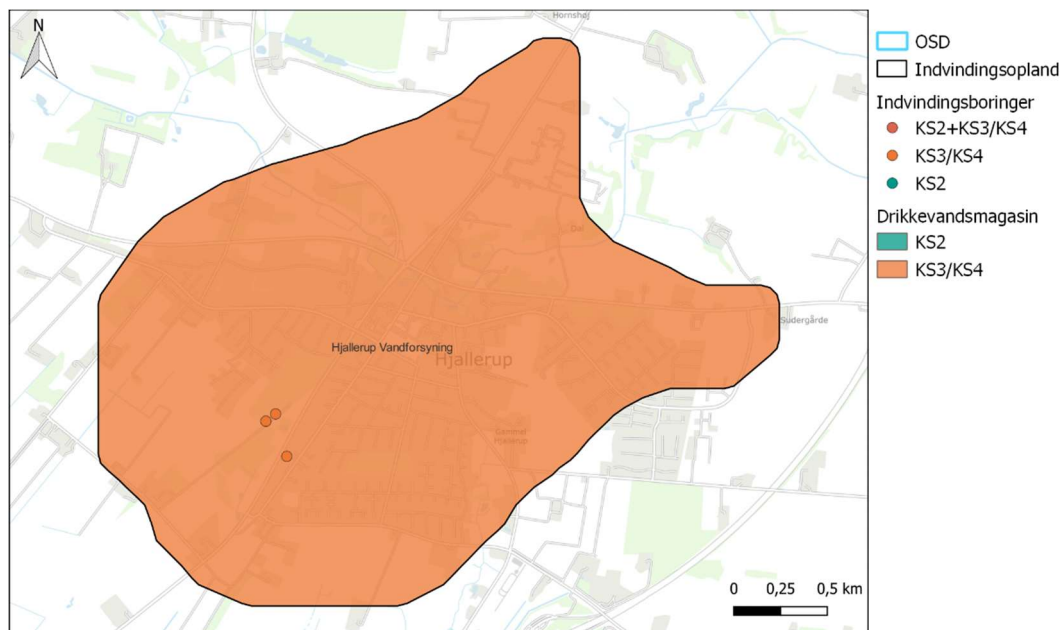 N
Hornshøj
Dal
Sudergårde
Hjallerup Vandforsyning
Hjallerup
Gammel
Hjallerup
0 0,25 0,5 km
OSD
Indvindingsopland
Indvindingsboringer
KS2+KS3/KS4
KS3/KS4
KS2
Drikkevandsmagasin
KS2
KS3/KS4